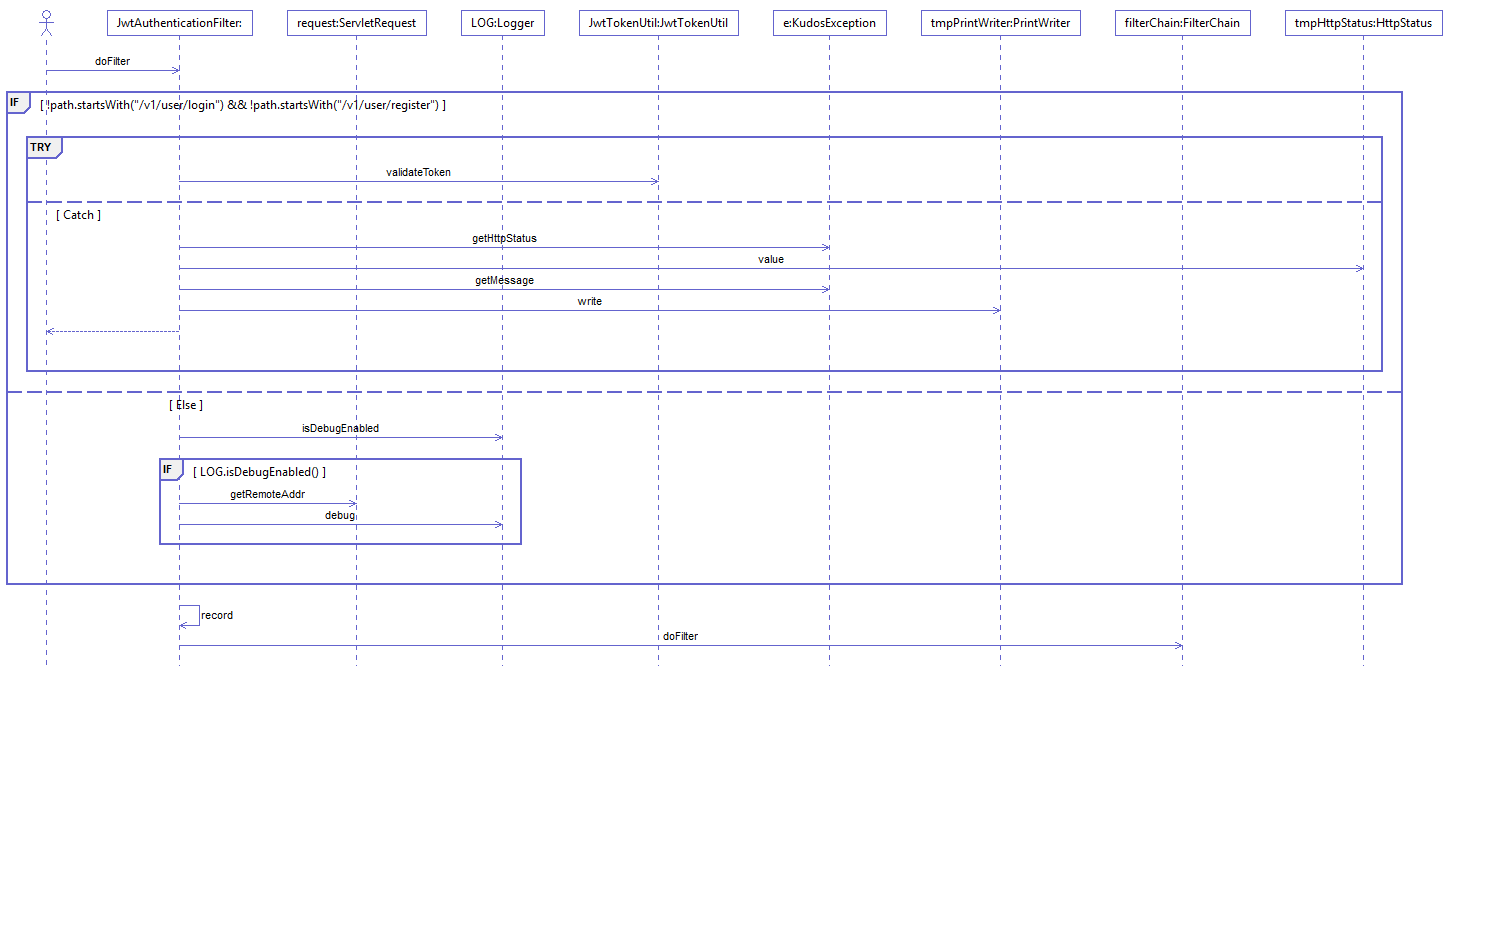 JwtAuthenticationFilter:
request:ServletRequest
LOG:Logger
JwtTokenUtil:JwtTokenUtil
e:KudosException
tmpPrintWriter:PrintWriter
filterChain:FilterChain
tmpHttpStatus:HttpStatus
doFilter
IF
[ !path.startsWith("/v1/user/login") && !path.startsWith("/v1/user/register") ]
TRY
validateToken
[ Catch ]
getHttpStatus
value
getMessage
write
[ Else ]
isDebugEnabled
IF
[ LOG.isDebugEnabled() ]
getRemoteAddr
debug
record
doFilter